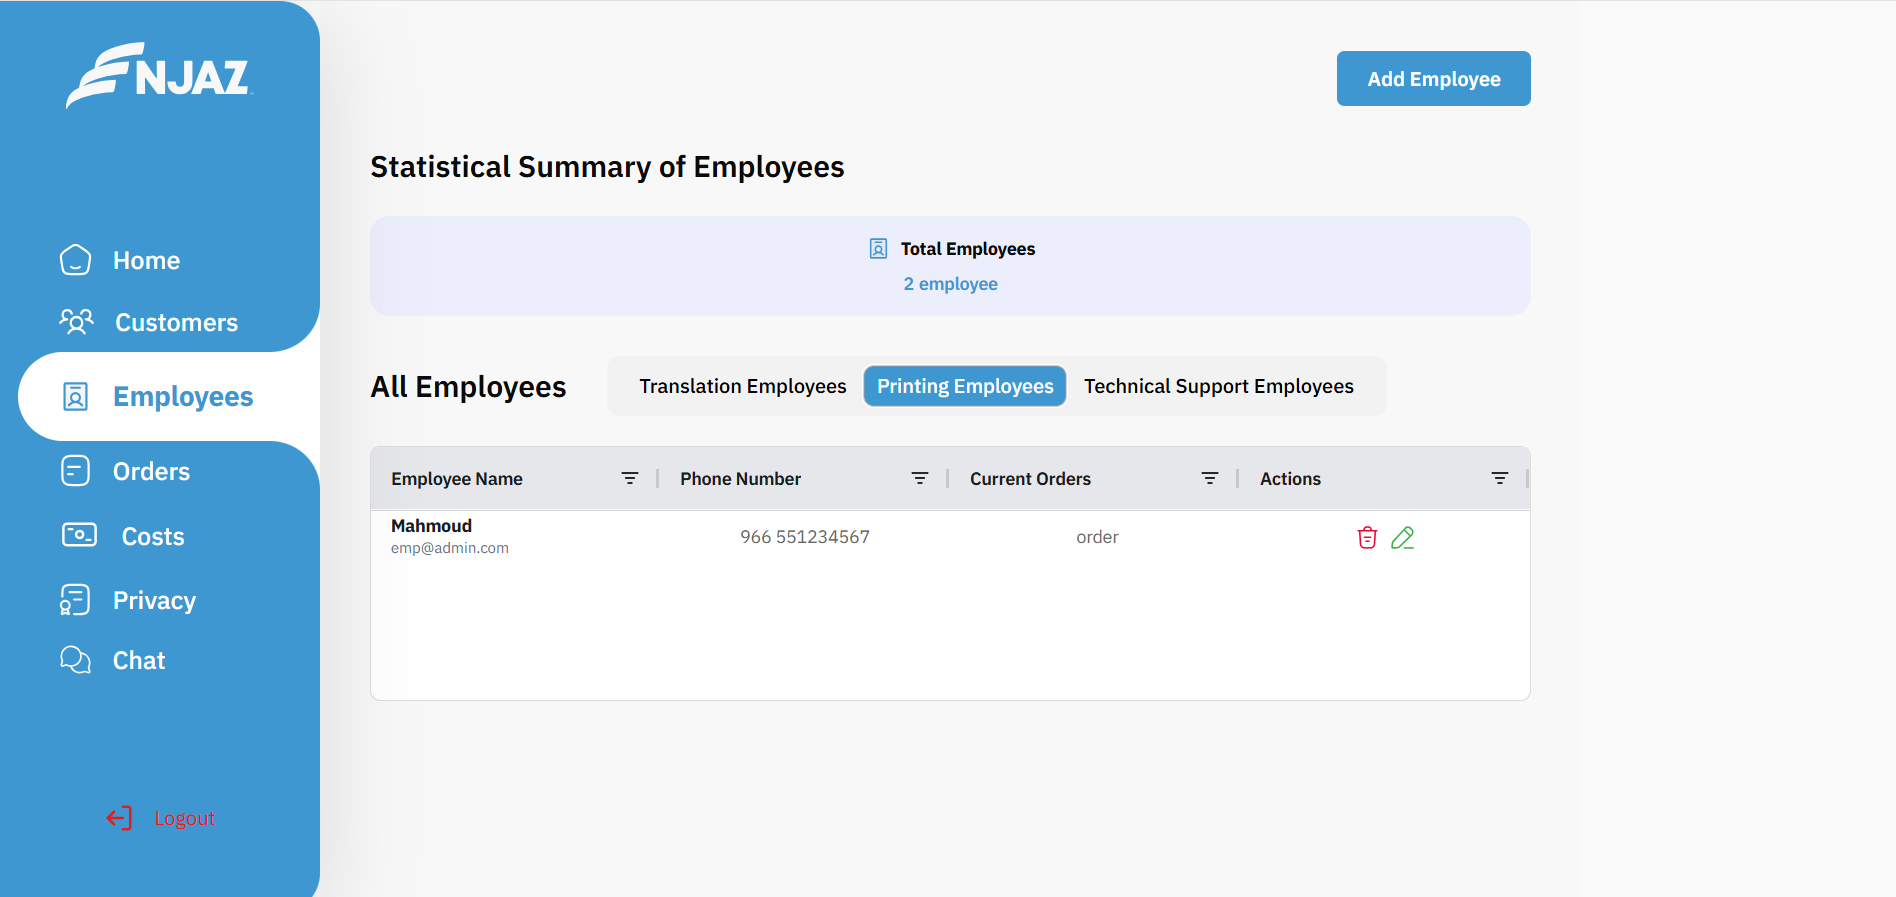 ENJAZ
Home
Customers
Employees
Orders
Costs
Privacy
Chat
Logout
Add Employee
Statistical Summary of Employees
Total Employees
2 employee
All Employees
Translation Employees
Printing Employees
Technical Support Employees
Employee Name
Phone Number
Current Orders
Actions
Mahmoud
emp@admin.com
966 551234567
order